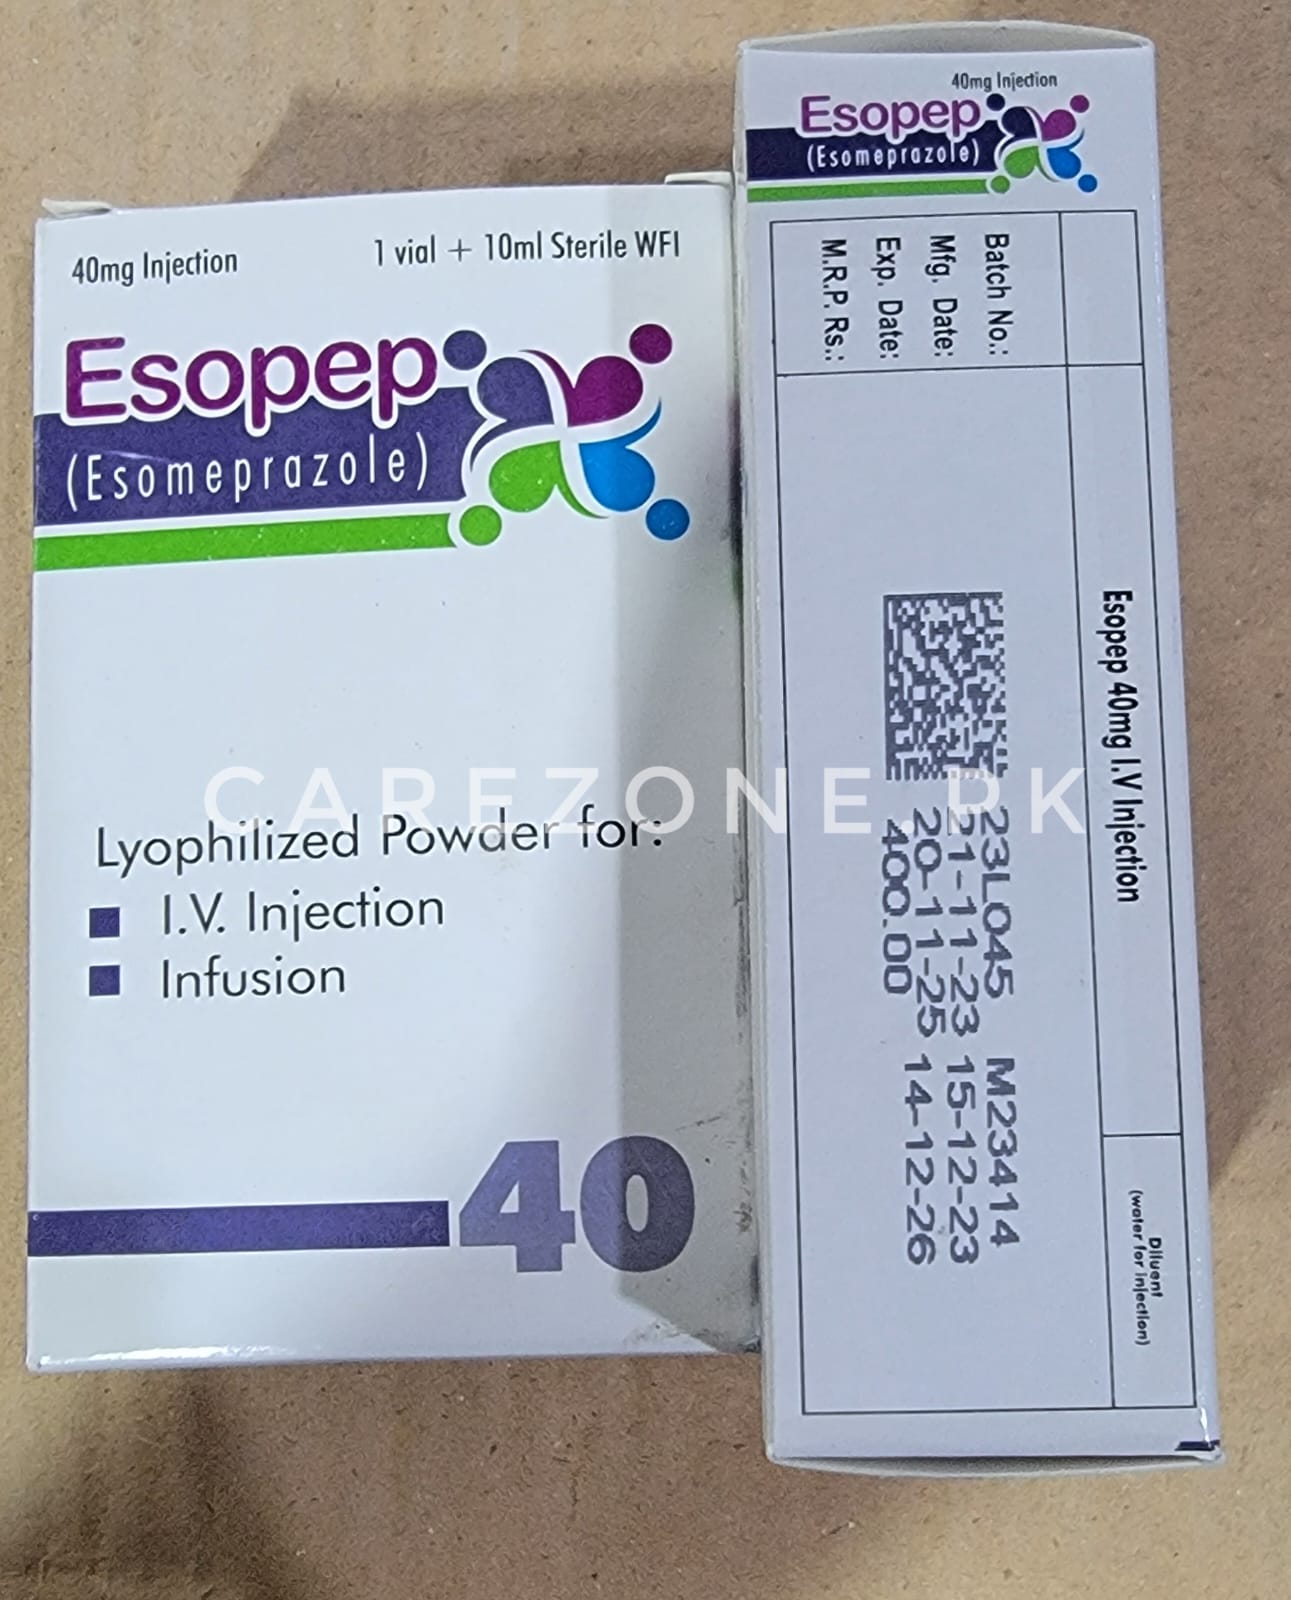 40mg Injection
1 vial + 10ml Sterile WFI
Esopep
(Esomeprazole)
Lyophilized Powder for:
I.V. Injection
Infusion
40
40mg Injection
Esopep
(Esomeprazole)
Esopep 40mg I.V Injection
Diluent
(water for injection)
Batch No.: 23L045 M23414
Mfg. Date: 21-11-23 15-12-23
Exp. Date: 20-11-25 14-12-26
M.R.P. Rs.: 400.00
CAREZONE.PK